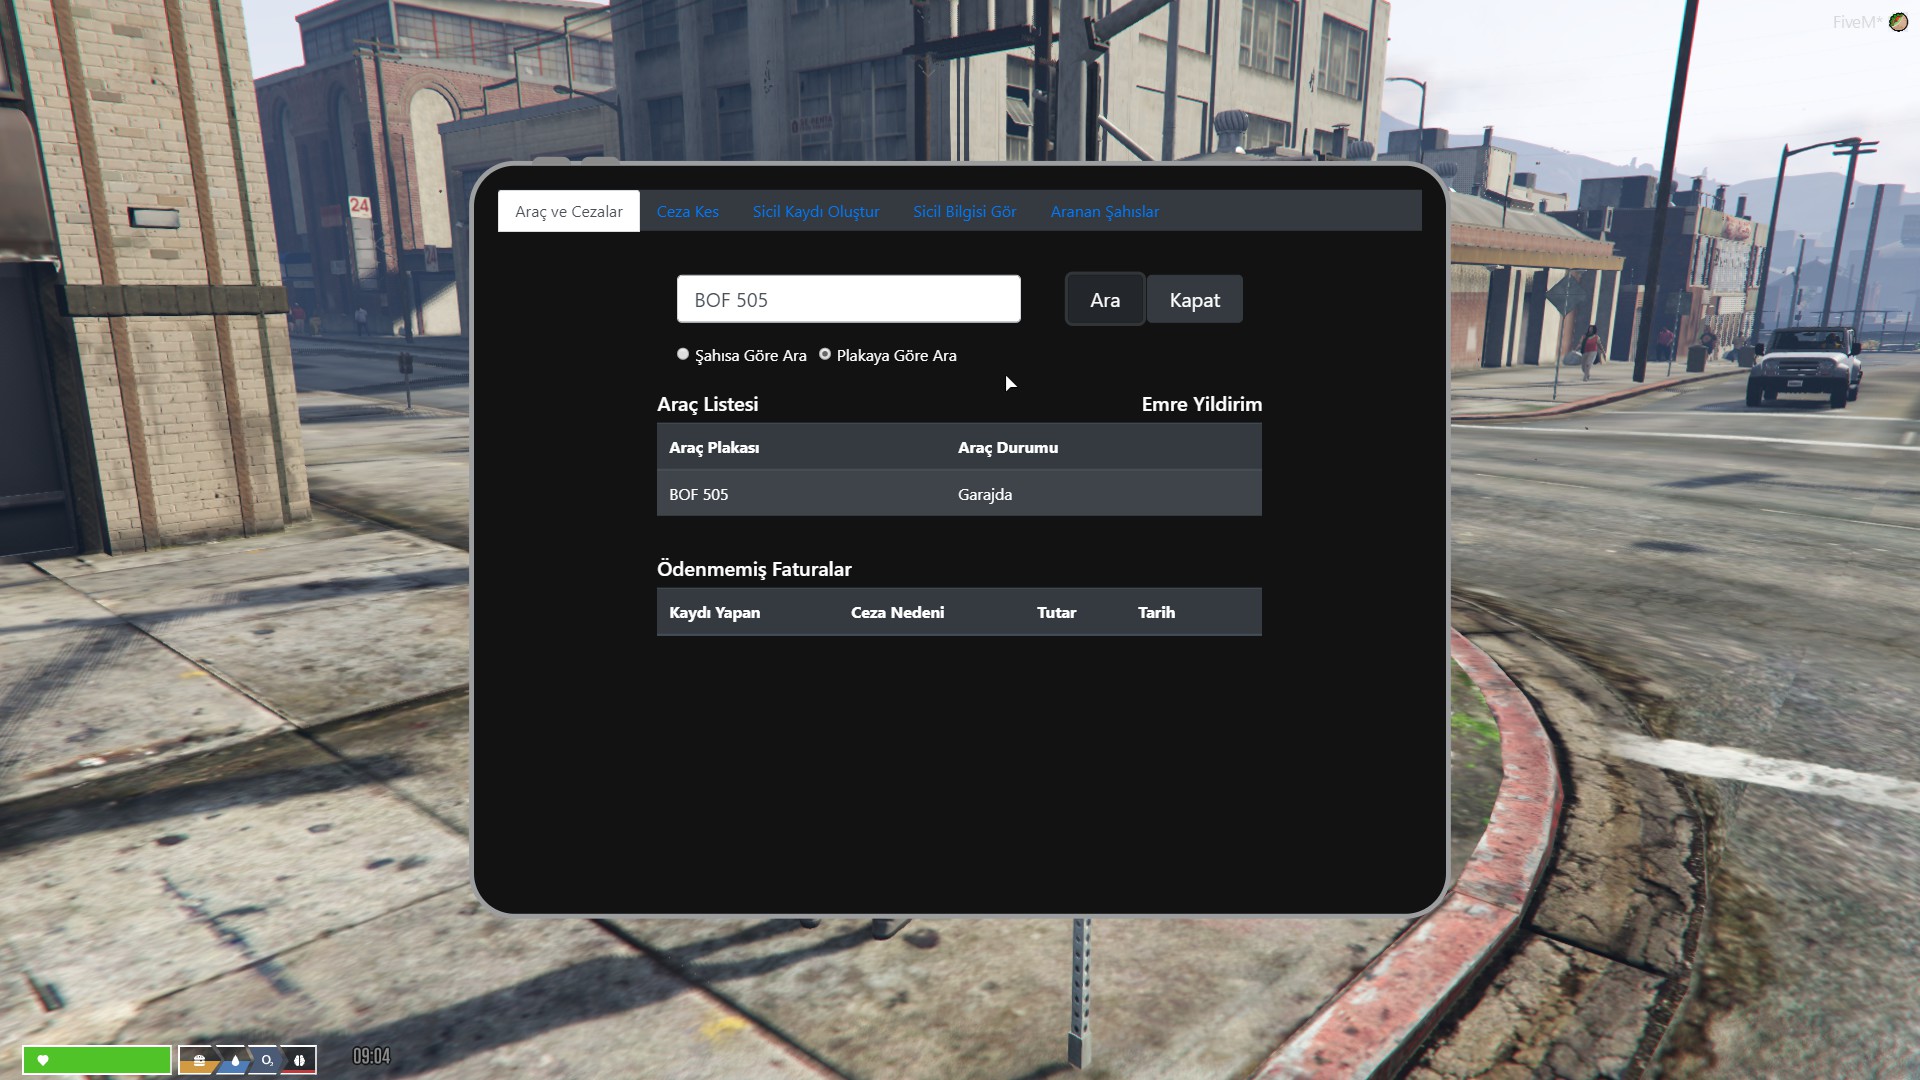 FiveM*
24
Araç ve Cezalar Ceza Kes Sicil Kaydı Oluştur Sicil Bilgisi Gör Aranan Şahıslar
BOF 505 Ara Kapat
Şahısa Göre Ara Plakaya Göre Ara
Araç Listesi Emre Yildirim
Araç Plakası Araç Durumu
BOF 505 Garajda
Ödenmemiş Faturalar
Kaydı Yapan Ceza Nedeni Tutar Tarih
O₂ 09:04